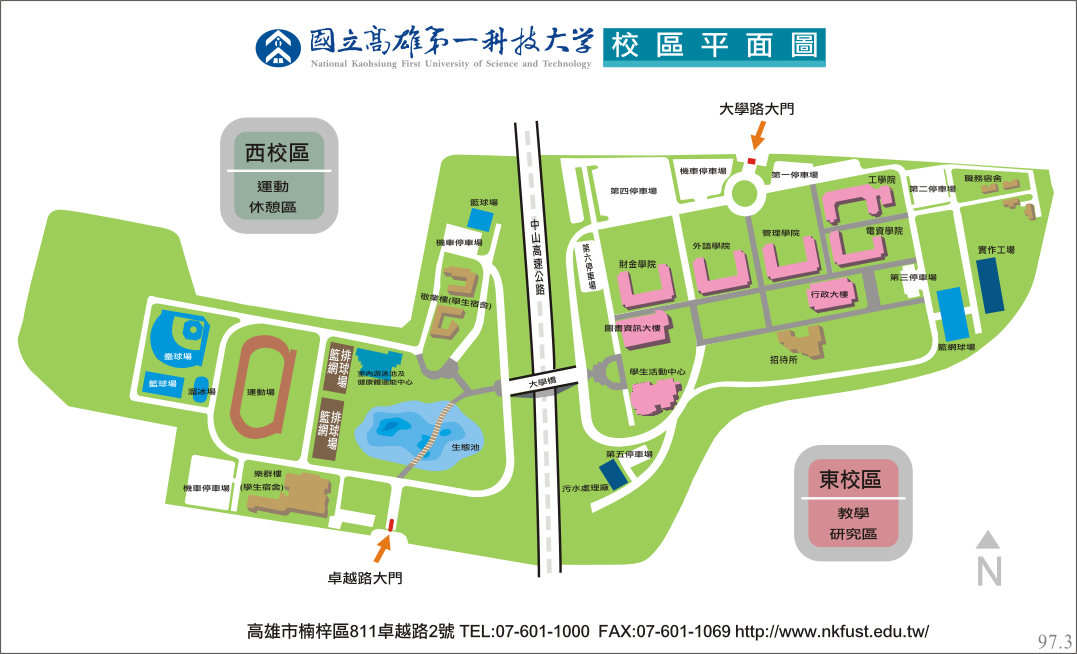 國立高雄第一科技大學 校區平面圖
National Kaohsiung First University of Science and Technology
大學路大門
西校區
運動
休憩區
籃球場
機車停車場
敬業樓(學生宿舍)
中山高速公路
第四停車場
機車停車場
第一停車場
工學院
第二停車場
職務宿舍
第六停車場
財金學院
外語學院
管理學院
電資學院
實作工場
第三停車場
行政大樓
圖書資訊大樓
招待所
籃網球場
學生活動中心
大學橋
壘球場
籃球場
溜冰場
運動場
排球場
籃網
室內游泳池及
健康體適能中心
排球場
籃網
生態池
樂群樓
(學生宿舍)
機車停車場
第五停車場
污水處理廠
卓越路大門
東校區
教學
研究區
N
高雄市楠梓區811卓越路2號 TEL:07-601-1000 FAX:07-601-1069 http://www.nkfust.edu.tw/
97.3